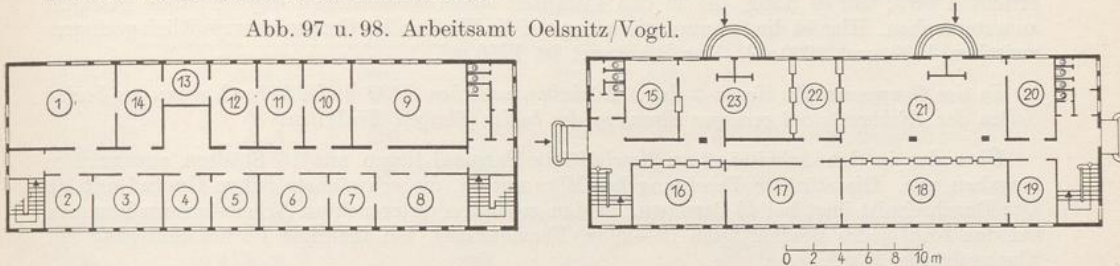 Abb. 97 u. 98. Arbeitsamt Oelsnitz/Vogtl.
1 14 13 12 11 10 9
2 3 4 5 6 7 8
15 23 22 21 20
16 17 18 19
0 2 4 6 8 10 m